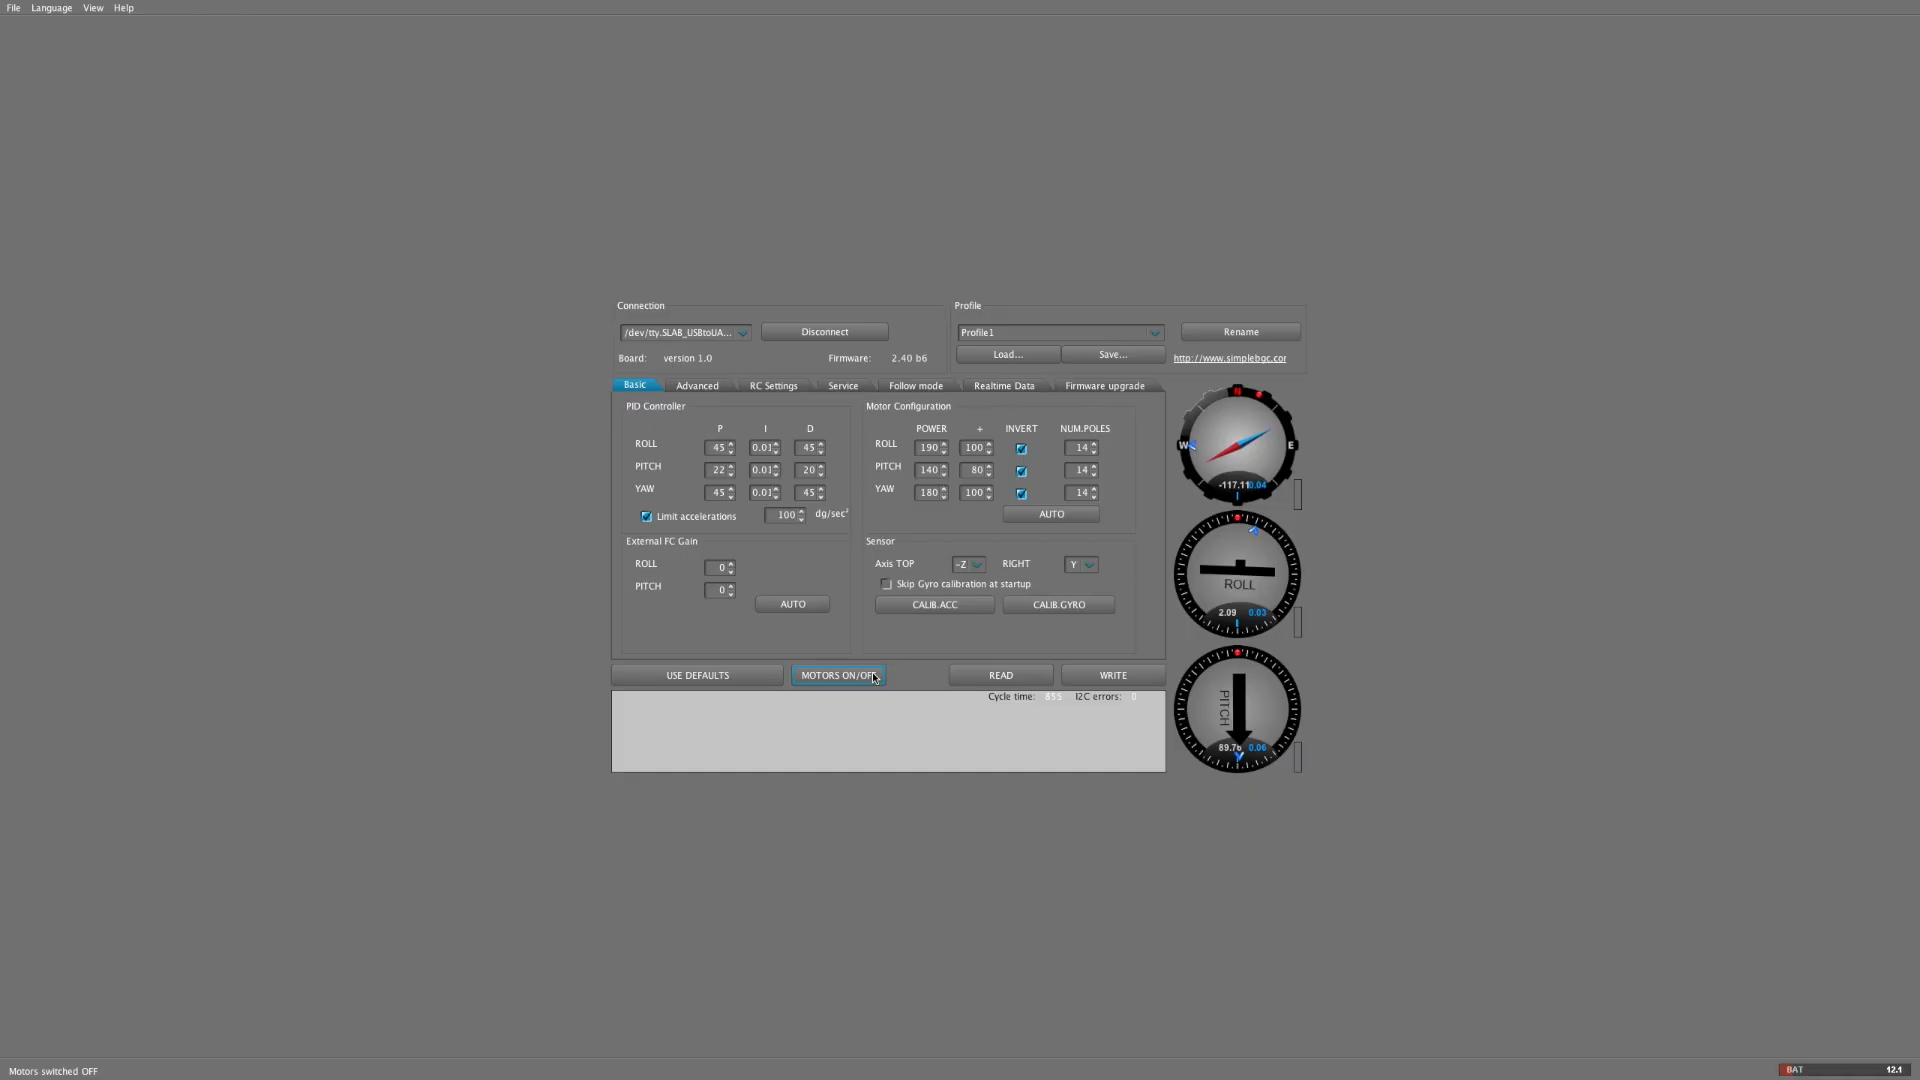 File Language View Help
Connection Profile
/dev/tty.SLAB_USBtoUA... Disconnect Profile1 Rename
Board: version 1.0 Firmware: 2.40 b6 Load... Save... http://www.simplebgc.cor
Basic Advanced RC Settings Service Follow mode Realtime Data Firmware upgrade
PID Controller Motor Configuration
P I D POWER + INVERT NUM.POLES
ROLL 45 0.01 45 ROLL 190 100 14
PITCH 22 0.01 20 PITCH 140 80 14
YAW 45 0.01 45 YAW 180 100 14
Limit accelerations 100 dg/sec² AUTO
External FC Gain Sensor
ROLL 0 Axis TOP -Z RIGHT Y
PITCH 0 Skip Gyro calibration at startup
AUTO CALIB.ACC CALIB.GYRO
USE DEFAULTS MOTORS ON/OFF READ WRITE
Cycle time: 855 I2C errors: 0
N
W E
-117.11 0.04
ROLL
2.09 0.03
PITCH
89.76 0.06
Motors switched OFF BAT 12.1